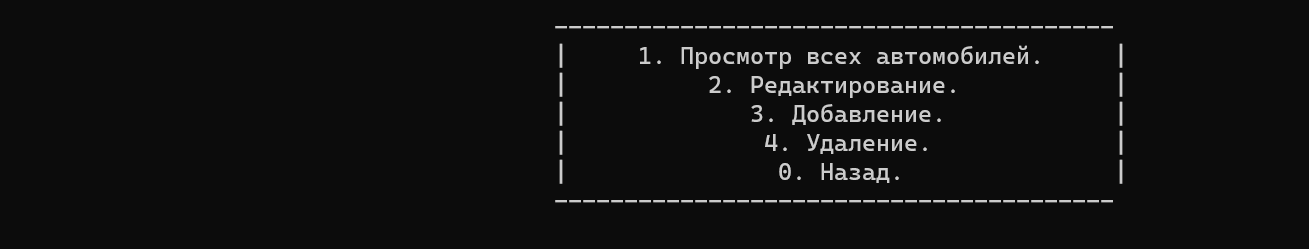 ----------------------------------------
| 1. Просмотр всех автомобилей. |
| 2. Редактирование. |
| 3. Добавление. |
| 4. Удаление. |
| 0. Назад. |
----------------------------------------